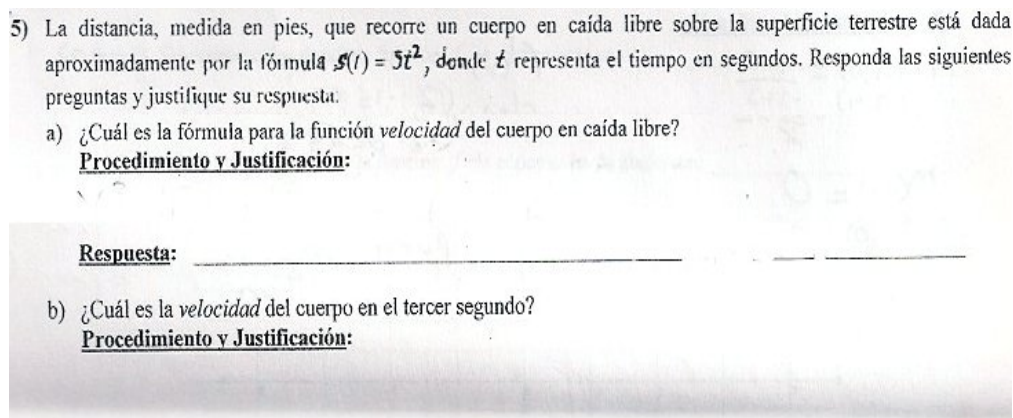 5) La distancia, medida en pies, que recorre un cuerpo en caída libre sobre la superficie terrestre está dada
aproximadamente por la fórmula s(t) = 5t², donde t representa el tiempo en segundos. Responda las siguientes
preguntas y justifique su respuesta:
a) ¿Cuál es la fórmula para la función velocidad del cuerpo en caída libre?
Procedimiento y Justificación:
Respuesta:
b) ¿Cuál es la velocidad del cuerpo en el tercer segundo?
Procedimiento y Justificación: